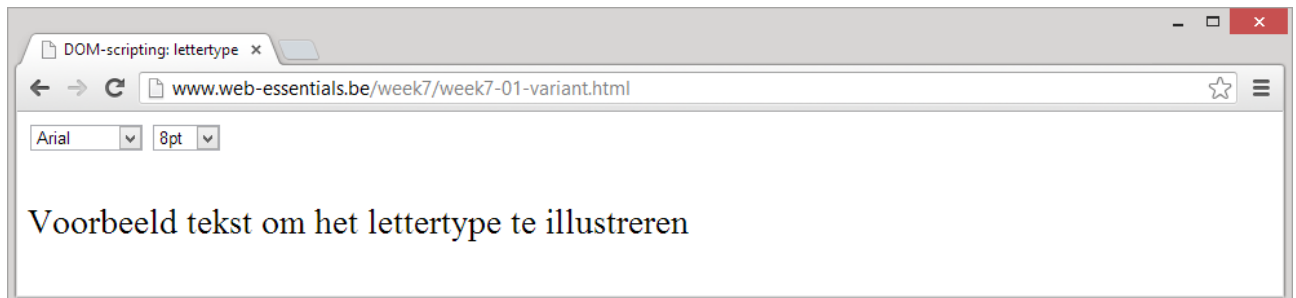 DOM-scripting: lettertype
www.web-essentials.be/week7/week7-01-variant.html
Arial 8pt
Voorbeeld tekst om het lettertype te illustreren